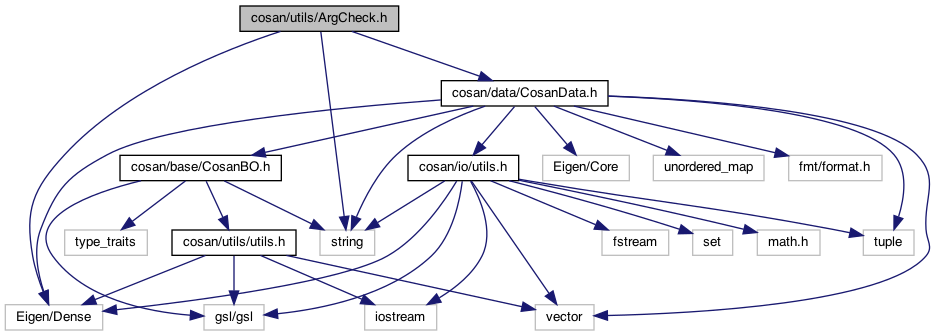 cosan/utils/ArgCheck.h
cosan/data/CosanData.h
cosan/base/CosanBO.h
cosan/io/utils.h
Eigen/Core
unordered_map
fmt/format.h
type_traits
cosan/utils/utils.h
string
fstream
set
math.h
tuple
Eigen/Dense
gsl/gsl
iostream
vector